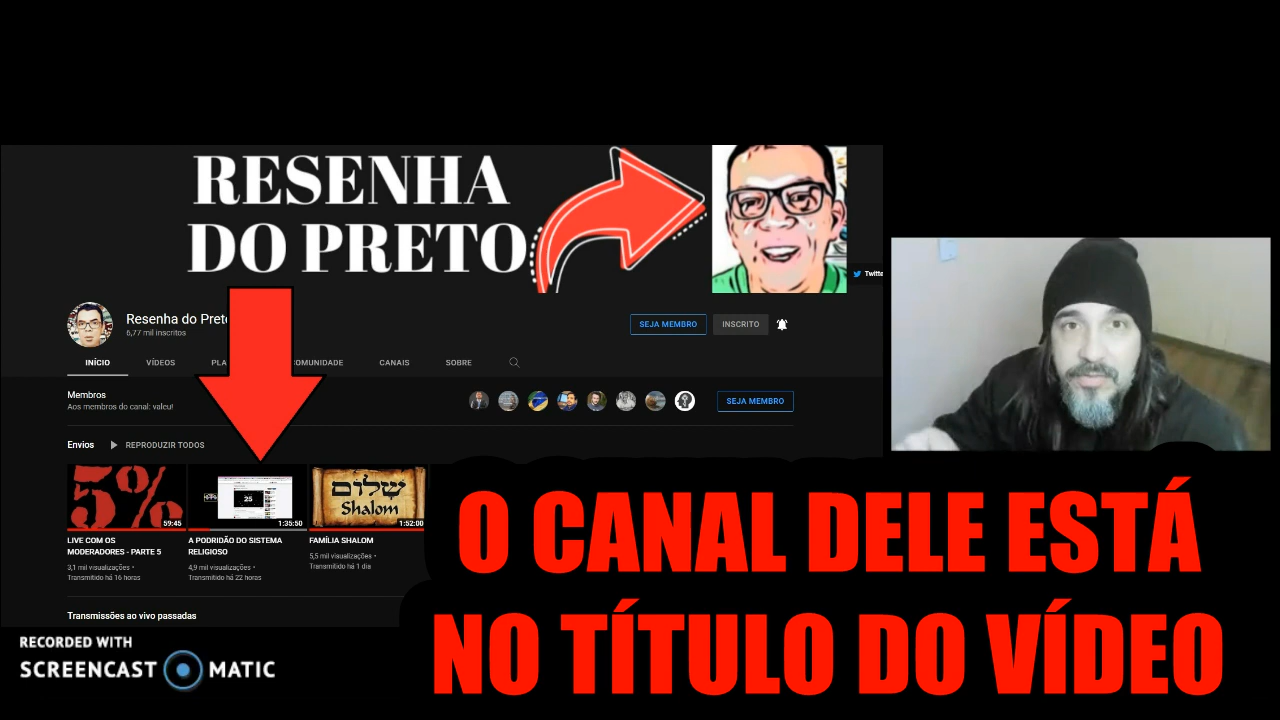 RESENHA
DO PRETO
Twitte
Resenha do Preto
6,77 mil inscritos
SEJA MEMBRO
INSCRITO
INÍCIO
VÍDEOS
PLA
OMUNIDADE
CANAIS
SOBRE
Membros
Aos membros do canal: valeu!
SEJA MEMBRO
Envios
REPRODUZIR TODOS
5%
59:45
25
1:35:50
שלום
Shalom
1:52:00
LIVE COM OS
MODERADORES - PARTE 5
3,1 mil visualizações •
Transmitido há 16 horas
A PODRIDÃO DO SISTEMA
RELIGIOSO
4,9 mil visualizações •
Transmitido há 22 horas
FAMÍLIA SHALOM
5,5 mil visualizações •
Transmitido há 1 dia
Transmissões ao vivo passadas
O CANAL DELE ESTÁ
NO TÍTULO DO VÍDEO
RECORDED WITH
SCREENCAST MATIC